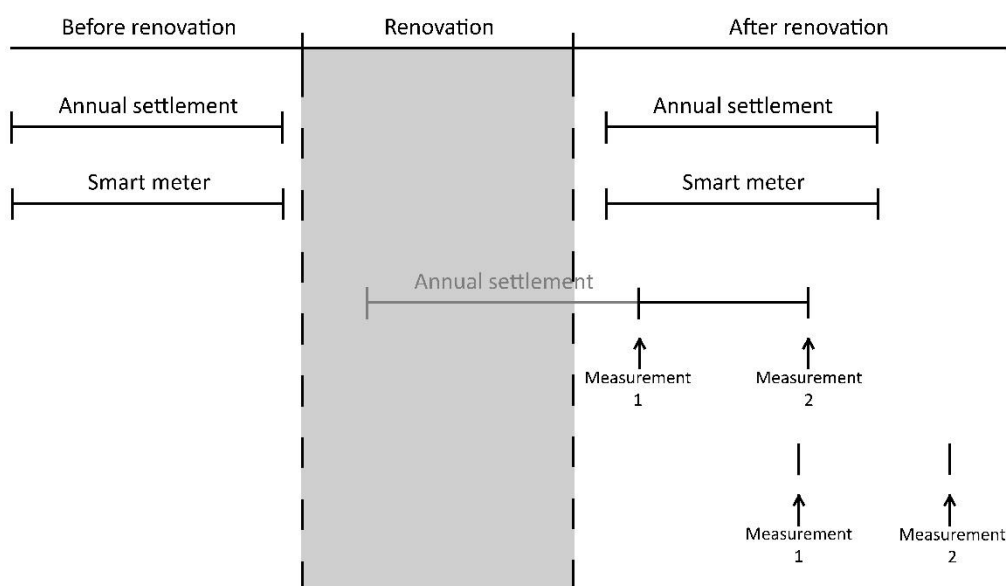 Before renovation Renovation After renovation
Annual settlement Annual settlement
Smart meter Smart meter
Annual settlement
Measurement Measurement
1 2
Measurement Measurement
1 2